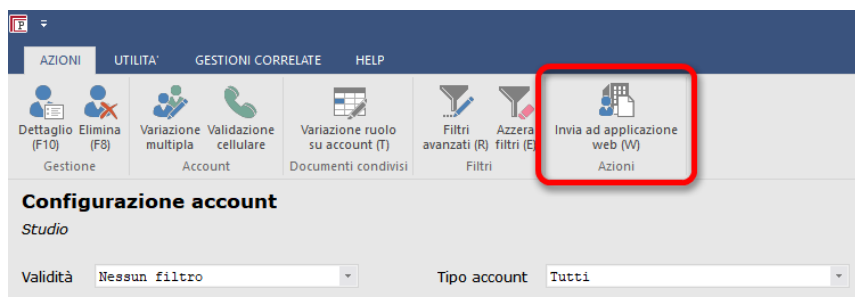 P
AZIONI UTILITA' GESTIONI CORRELATE HELP
Dettaglio Elimina Variazione Validazione Variazione ruolo Filtri Azzera Invia ad applicazione
(F10) (F8) multipla cellulare su account (T) avanzati (R) filtri (E) web (W)
Gestione Account Documenti condivisi Filtri Azioni
Configurazione account
Studio
Validità Nessun filtro Tipo account Tutti